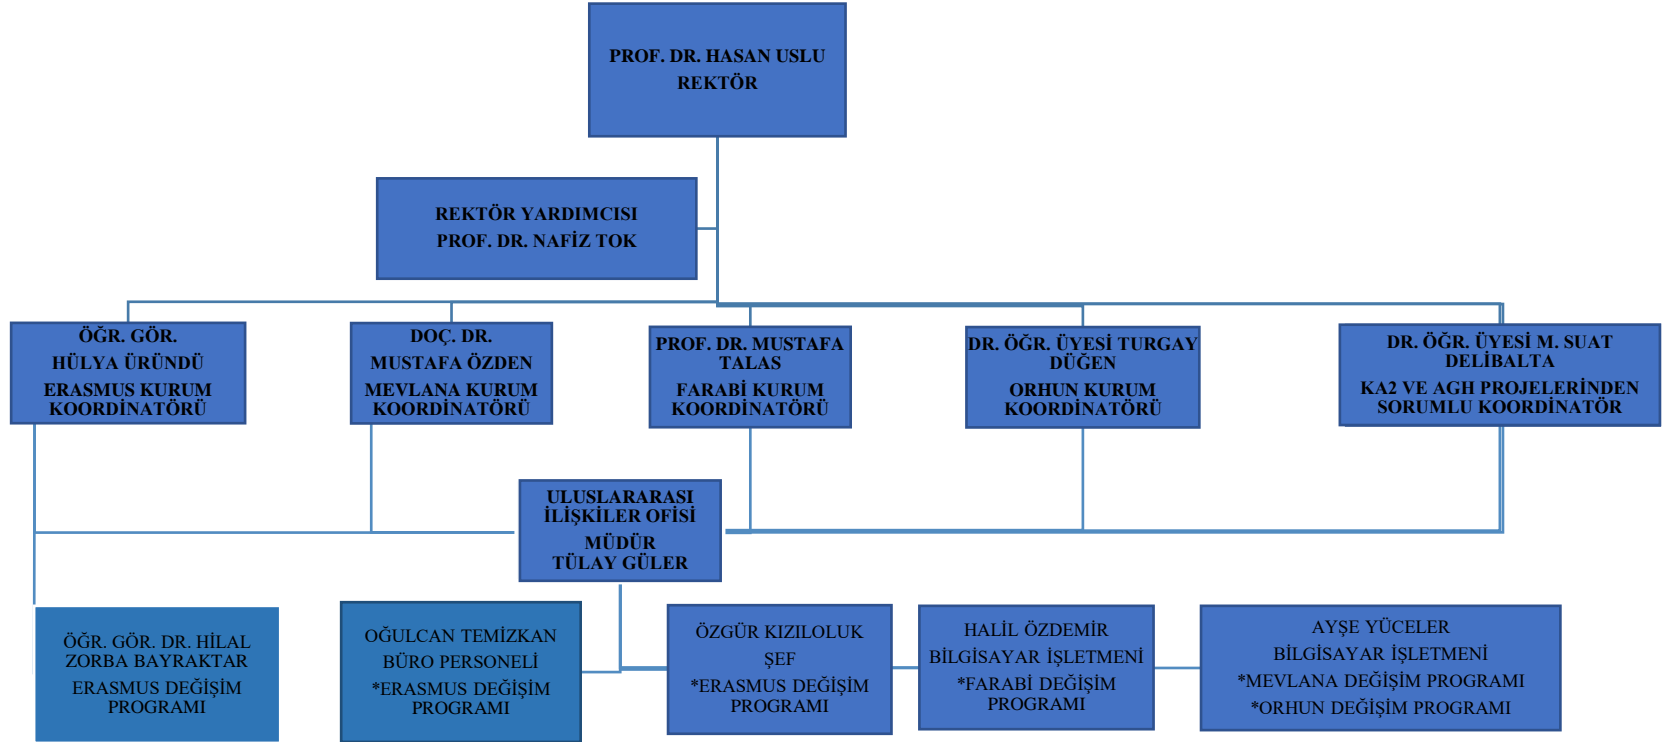 PROF. DR. HASAN USLU
REKTÖR
REKTÖR YARDIMCISI
PROF. DR. NAFİZ TOK
ÖĞR. GÖR.
HÜLYA ÜRÜNDÜ
ERASMUS KURUM
KOORDİNATÖRÜ
DOÇ. DR.
MUSTAFA ÖZDEN
MEVLANA KURUM
KOORDİNATÖRÜ
PROF. DR. MUSTAFA
TALAS
FARABİ KURUM
KOORDİNATÖRÜ
DR. ÖĞR. ÜYESİ TURGAY
DÜĞEN
ORHUN KURUM
KOORDİNATÖRÜ
DR. ÖĞR. ÜYESİ M. SUAT
DELİBALTA
KA2 VE AGH PROJELERİNDEN
SORUMLU KOORDİNATÖR
ULUSLARARASI
İLİŞKİLER OFİSİ
MÜDÜR
TÜLAY GÜLER
ÖĞR. GÖR. DR. HİLAL
ZORBA BAYRAKTAR
ERASMUS DEĞİŞİM
PROGRAMI
OĞULCAN TEMİZKAN
BÜRO PERSONELİ
*ERASMUS DEĞİŞİM
PROGRAMI
ÖZGÜR KIZILOLUK
ŞEF
*ERASMUS DEĞİŞİM
PROGRAMI
HALİL ÖZDEMİR
BİLGİSAYAR İŞLETMENİ
*FARABİ DEĞİŞİM
PROGRAMI
AYŞE YÜCELER
BİLGİSAYAR İŞLETMENİ
*MEVLANA DEĞİŞİM PROGRAMI
*ORHUN DEĞİŞİM PROGRAMI